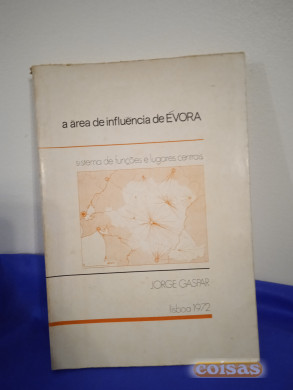 a área de influência de ÉVORA
sistema de funções e lugares centrais
JORGE GASPAR
lisboa 1972
coisas